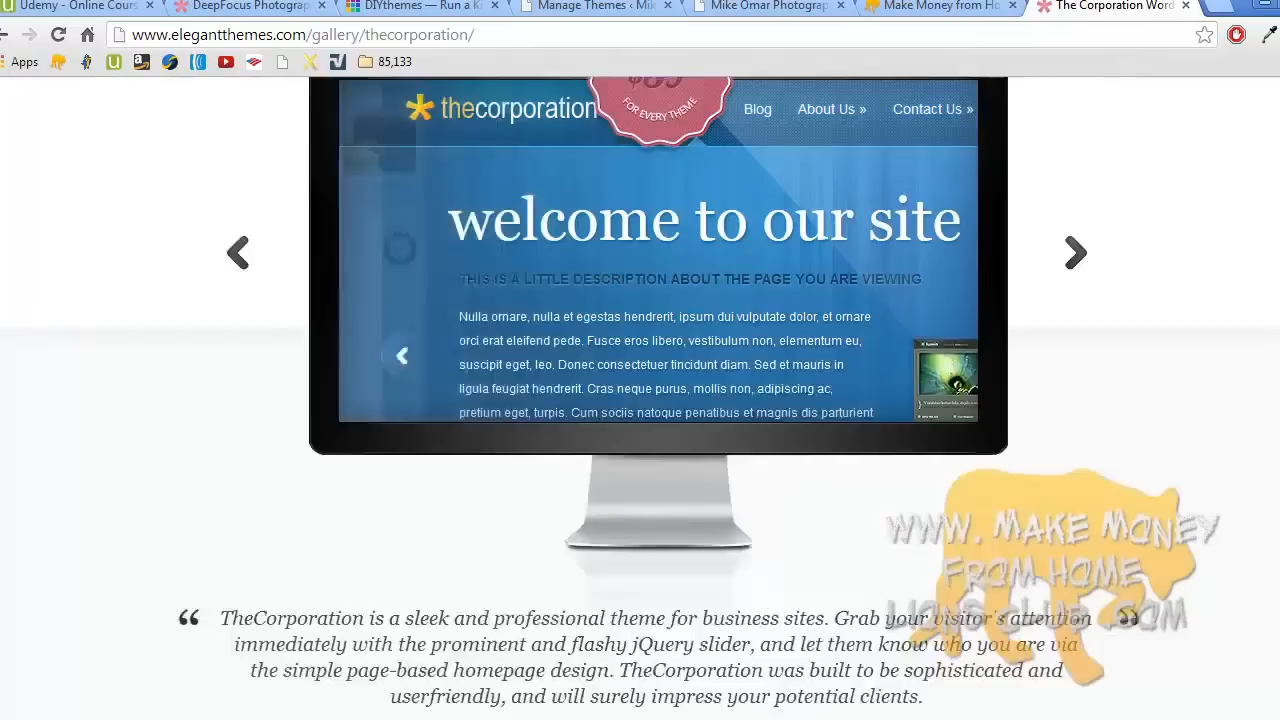 Udemy - Online Cours
DeepFocus Photograp
DIYthemes — Run a Ki
Manage Themes ‹ Mik
Mike Omar Photograp
Make Money from Ho
The Corporation Word
www.elegantthemes.com/gallery/thecorporation/
Apps
85,133
thecorporation
FOR EVERY THEME
Blog
About Us »
Contact Us »
welcome to our site
THIS IS A LITTLE DESCRIPTION ABOUT THE PAGE YOU ARE VIEWING
Nulla ornare, nulla et egestas hendrerit, ipsum dui vulputate dolor, et ornare
orci erat eleifend pede. Fusce eros libero, vestibulum non, elementum eu,
suscipit eget, leo. Donec consectetuer tincidunt diam. Sed et mauris in
ligula feugiat hendrerit. Cras neque purus, mollis non, adipiscing ac,
pretium eget, turpis. Cum sociis natoque penatibus et magnis dis parturient
WWW. MAKE MONEY
FROM HOME
LIONS CLUB .COM
“ TheCorporation is a sleek and professional theme for business sites. Grab your visitor's attention ”
immediately with the prominent and flashy jQuery slider, and let them know who you are via
the simple page-based homepage design. TheCorporation was built to be sophisticated and
userfriendly, and will surely impress your potential clients.